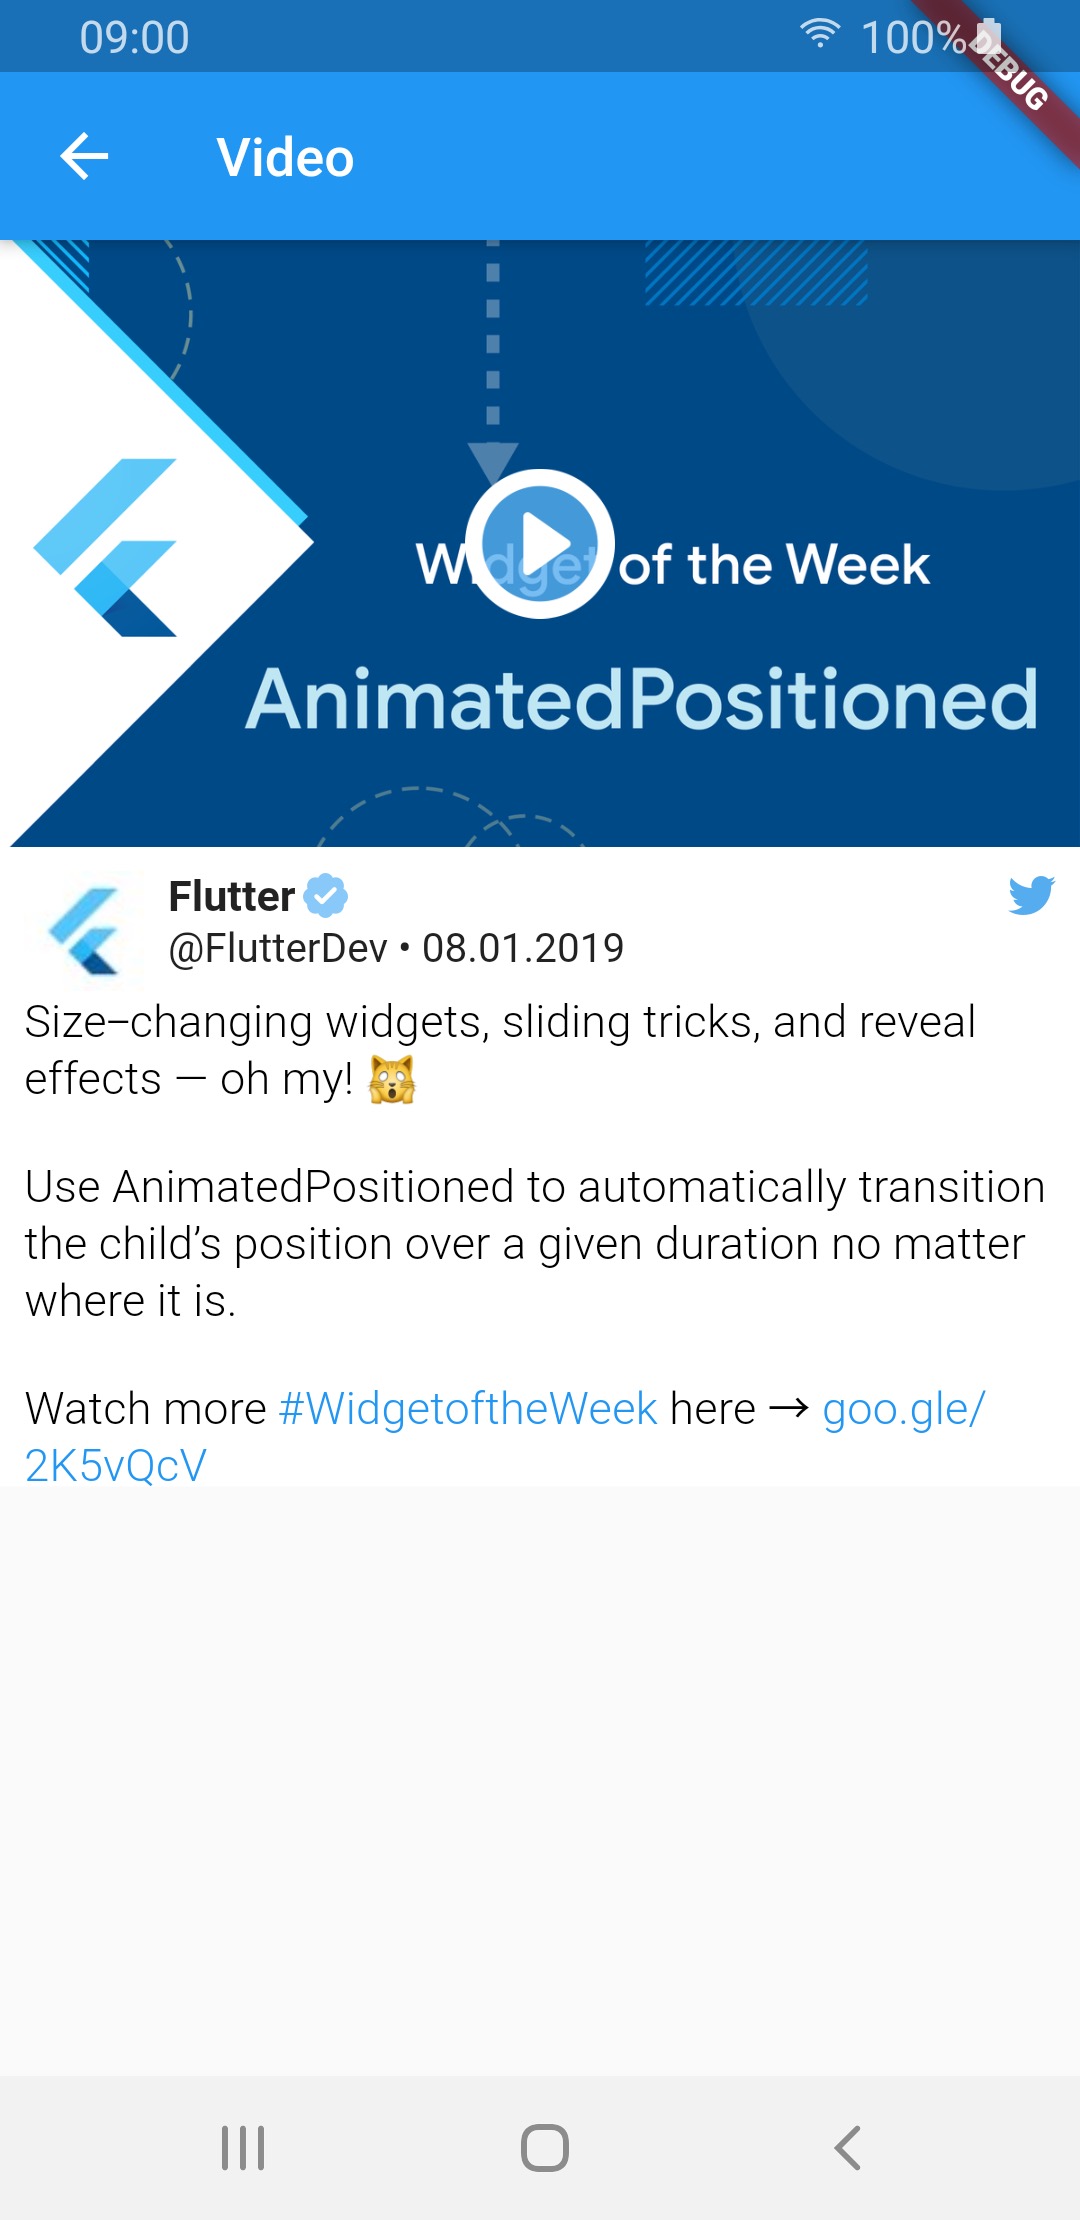 09:00
100%
DEBUG
Video
Widget of the Week
AnimatedPositioned
Flutter
@FlutterDev • 08.01.2019
Size–changing widgets, sliding tricks, and reveal
effects — oh my! 🙀
Use AnimatedPositioned to automatically transition
the child’s position over a given duration no matter
where it is.
Watch more #WidgetoftheWeek here → goo.gle/
2K5vQcV